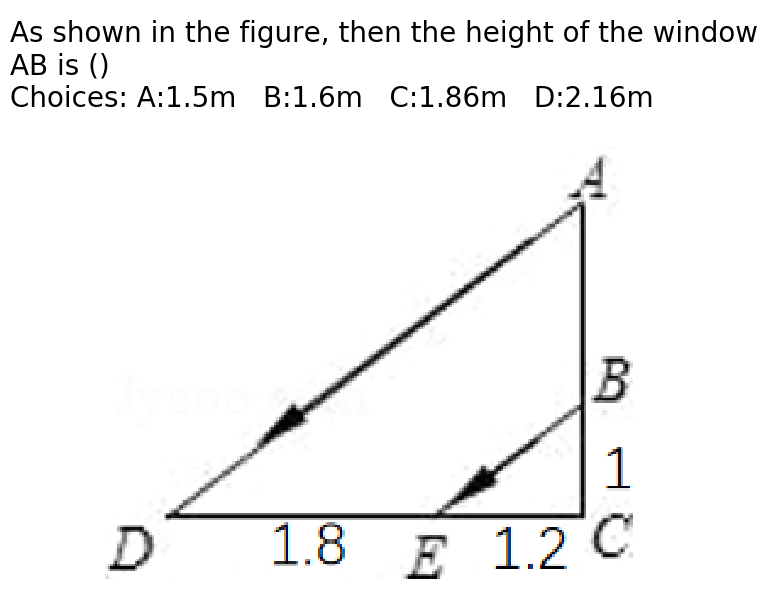 As shown in the figure, then the height of the window
AB is ()
Choices: A:1.5m   B:1.6m   C:1.86m   D:2.16m
A
B
1
D
1.8
E
1.2
C